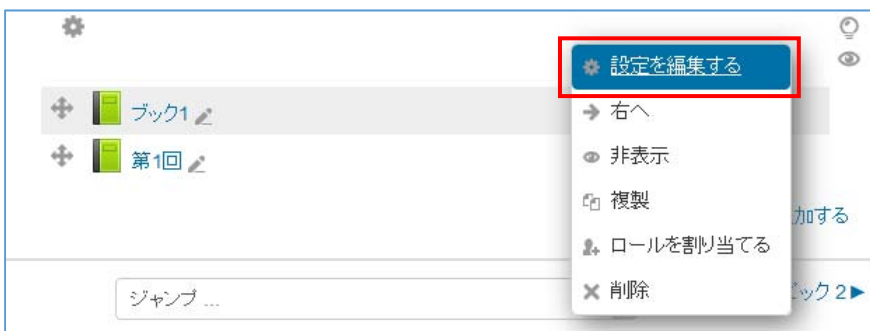 設定を編集する
ブック1
右へ
第1回
非表示
複製
加する
ロールを割り当てる
ジャンプ ...
削除
ピック 2▶